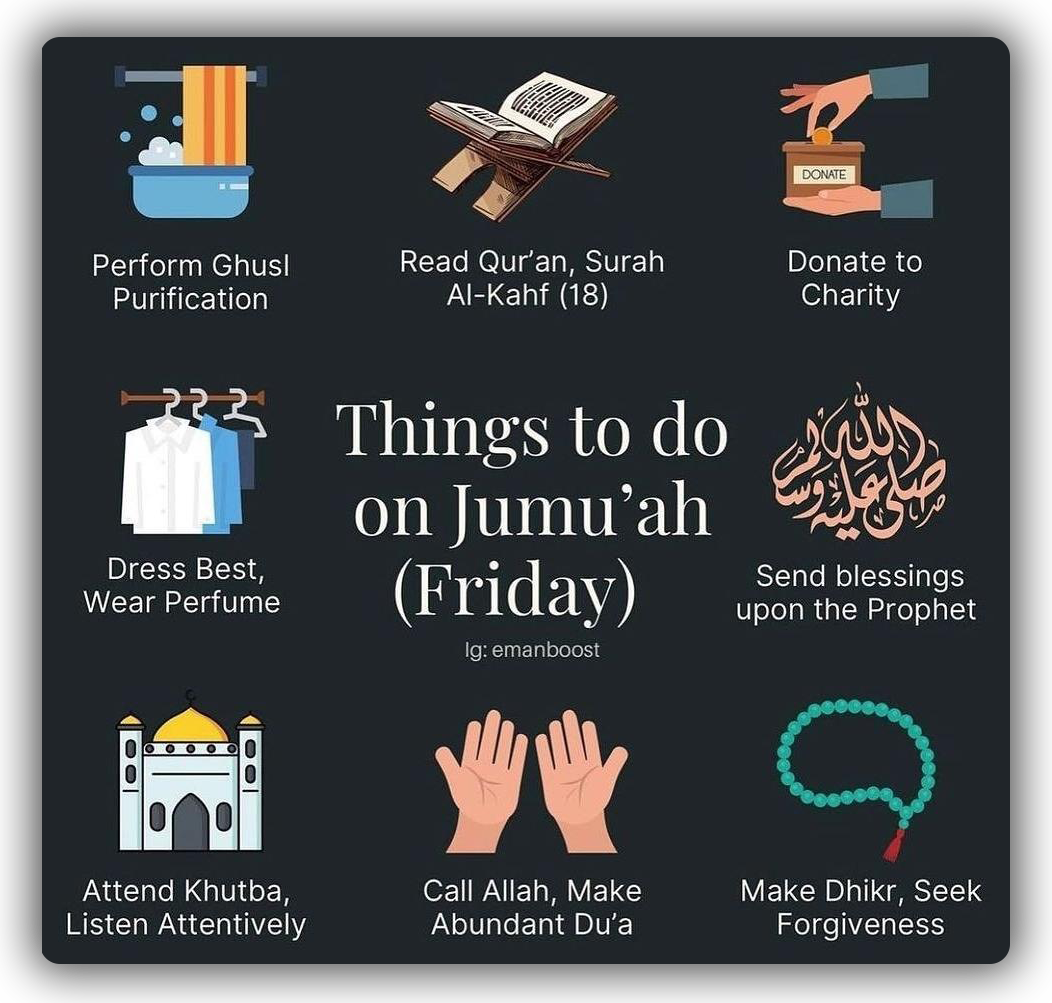 DONATE
Perform Ghusl
Purification
Read Qur’an, Surah
Al-Kahf (18)
Donate to
Charity
Things to do
on Jumu’ah
(Friday)
Ig: emanboost
Dress Best,
Wear Perfume
صلى الله عليه وسلم
Send blessings
upon the Prophet
Attend Khutba,
Listen Attentively
Call Allah, Make
Abundant Du’a
Make Dhikr, Seek
Forgiveness